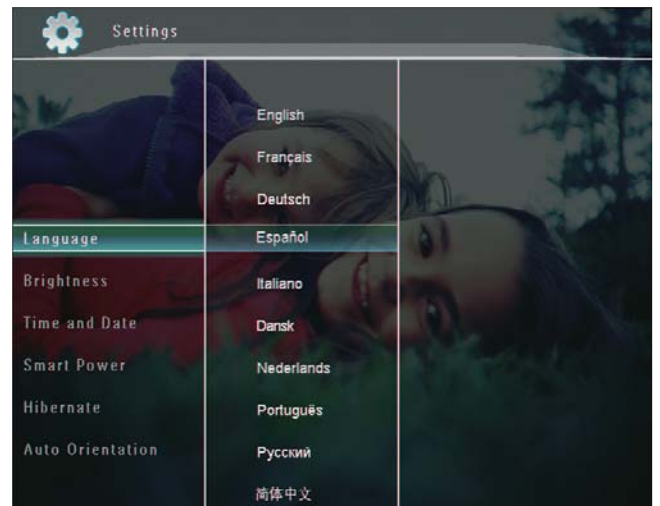 Settings
English
Français
Deutsch
Language
Español
Brightness
Italiano
Time and Date
Dansk
Smart Power
Nederlands
Hibernate
Português
Auto Orientation
Русский
简体中文